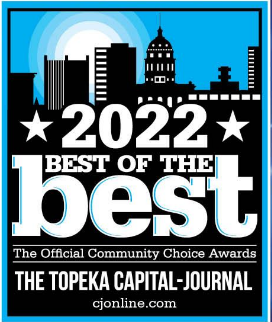 2022
BEST OF THE
best
The Official Community Choice Awards
THE TOPEKA CAPITAL-JOURNAL
cjonline.com